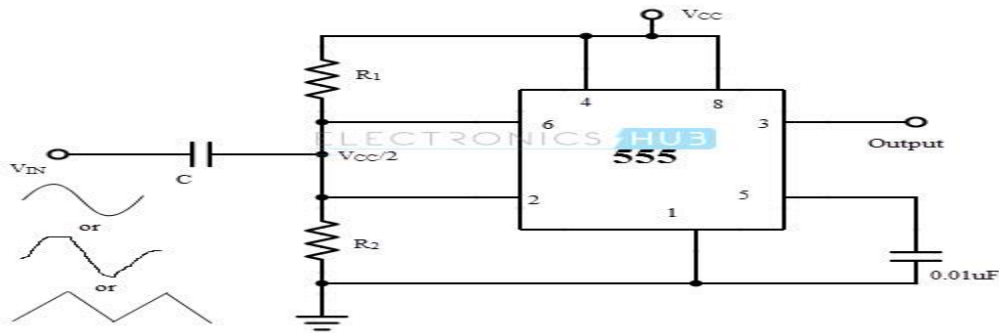 VCC
R1
4
8
6
3
ELECTRONICS HUB
Output
VCC/2
555
VIN
C
2
5
1
or
R2
or
0.01uF